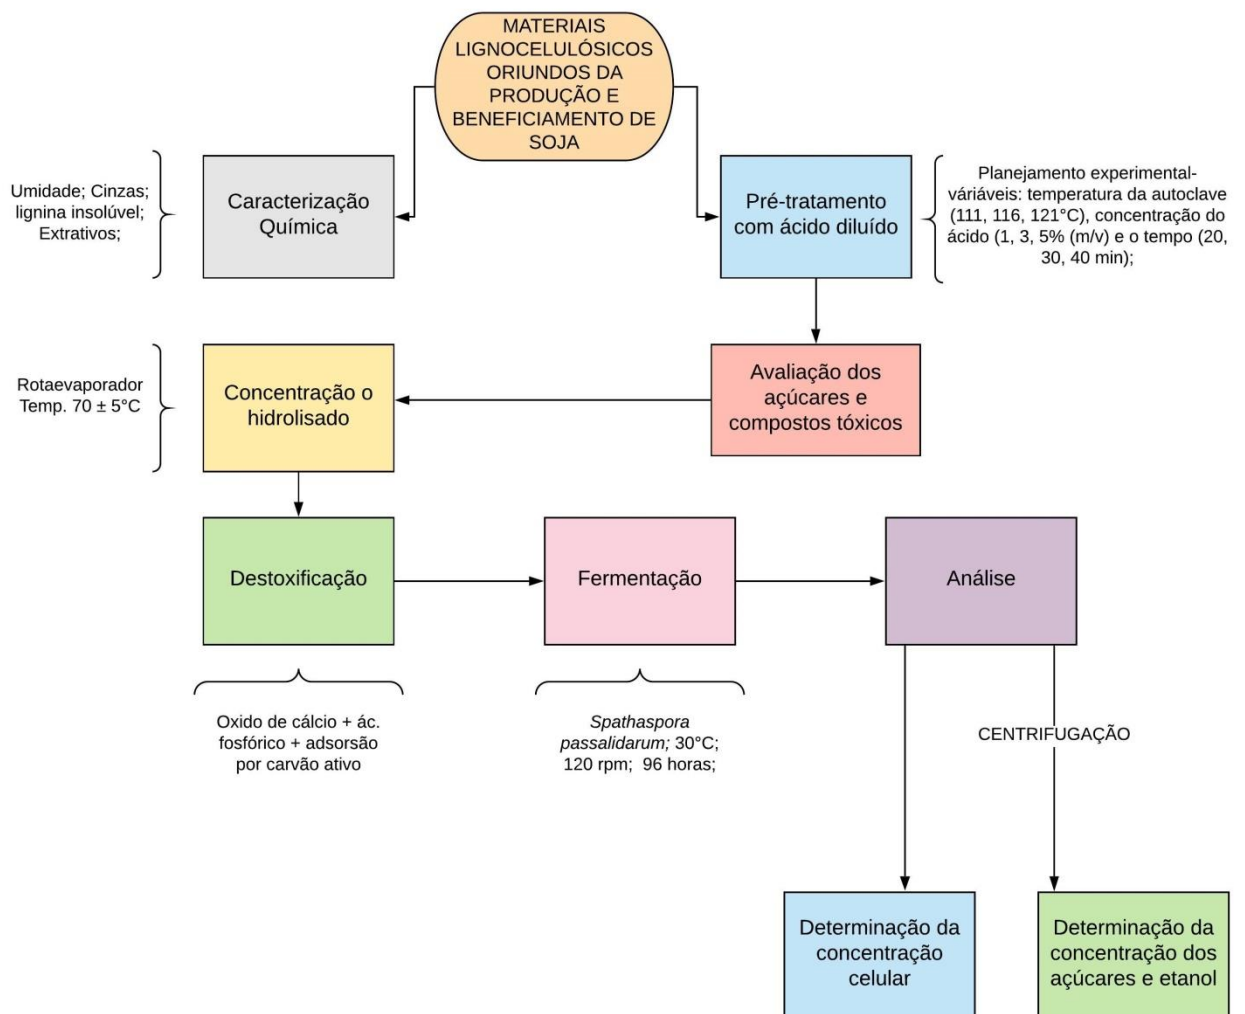 MATERIAIS
LIGNOCELULÓSICOS
ORIUNDOS DA
PRODUÇÃO E
BENEFICIAMENTO DE
SOJA
Umidade; Cinzas;
lignina insolúvel;
Extrativos;
Caracterização
Química
Pré-tratamento
com ácido diluído
Planejamento experimental-
váriáveis: temperatura da autoclave
(111, 116, 121°C), concentração do
ácido (1, 3, 5% (m/v) e o tempo (20,
30, 40 min);
Rotaevaporador
Temp. 70 ± 5°C
Concentração o
hidrolisado
Avaliação dos
açúcares e
compostos tóxicos
Destoxificação
Fermentação
Análise
Oxido de cálcio + ác.
fosfórico + adsorsão
por carvão ativo
Spathaspora
passalidarum; 30°C;
120 rpm; 96 horas;
CENTRIFUGAÇÃO
Determinação da
concentração
celular
Determinação da
concentração dos
açúcares e etanol